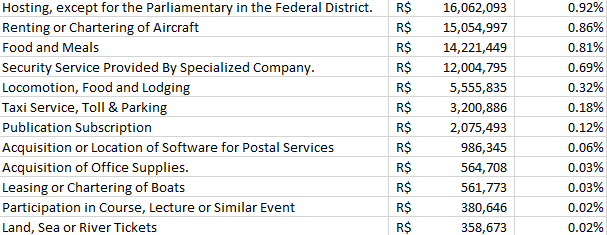 Hosting, except for the Parliamentary in the Federal District. R$ 16,062,093 0.92%
Renting or Chartering of Aircraft R$ 15,054,997 0.86%
Food and Meals R$ 14,221,449 0.81%
Security Service Provided By Specialized Company. R$ 12,004,795 0.69%
Locomotion, Food and Lodging R$ 5,555,835 0.32%
Taxi Service, Toll & Parking R$ 3,200,886 0.18%
Publication Subscription R$ 2,075,493 0.12%
Acquisition or Location of Software for Postal Services R$ 986,345 0.06%
Acquisition of Office Supplies. R$ 564,708 0.03%
Leasing or Chartering of Boats R$ 561,773 0.03%
Participation in Course, Lecture or Similar Event R$ 380,646 0.02%
Land, Sea or River Tickets R$ 358,673 0.02%